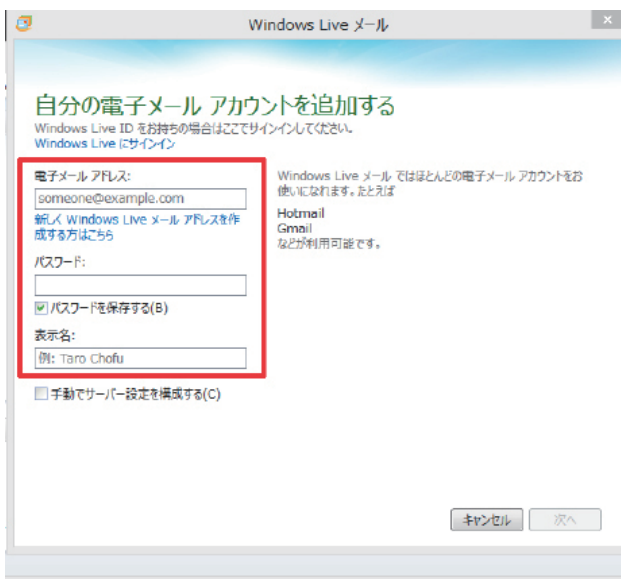 Windows Live メール
自分の電子メール アカウントを追加する
Windows Live ID をお持ちの場合はここでサインインしてください。
Windows Live にサインイン
電子メール アドレス:
someone@example.com
新しく Windows Live メール アドレスを作
成する方はこちら
パスワード:
パスワードを保存する(B)
表示名:
例: Taro Chofu
手動でサーバー設定を構成する(C)
Windows Live メール ではほとんどの電子メール アカウントをお
使いになれます。たとえば
Hotmail
Gmail
などが利用可能です。
キャンセル
次へ